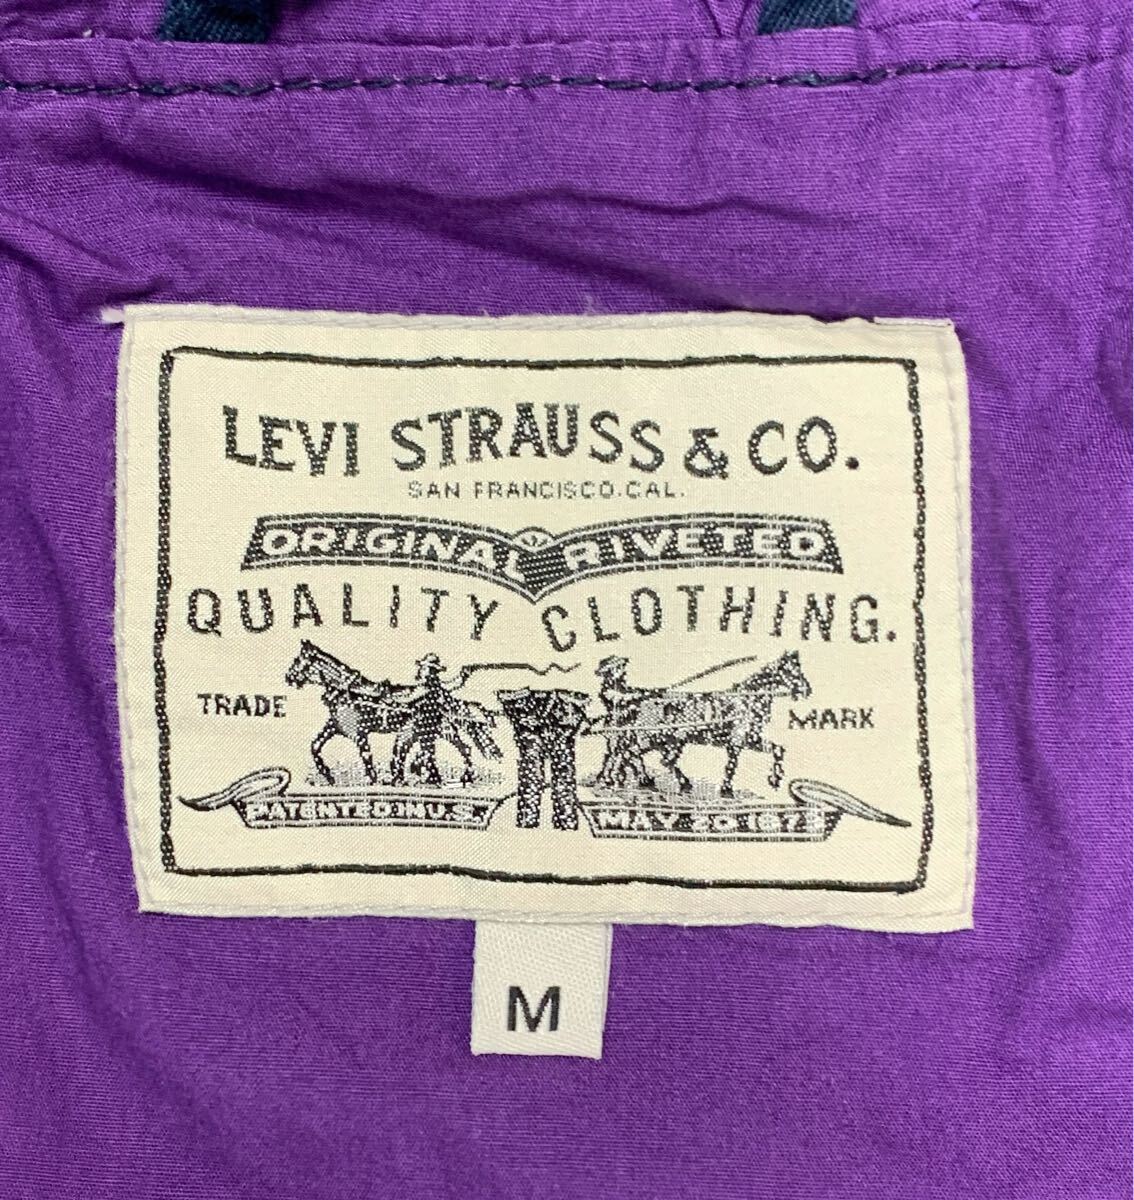 LEVI STRAUSS & CO.
SAN FRANCISCO.CAL.
ORIGINAL RIVETED
QUALITY CLOTHING.
TRADE MARK
PATENTED IN U.S. MAY 20 1873
M